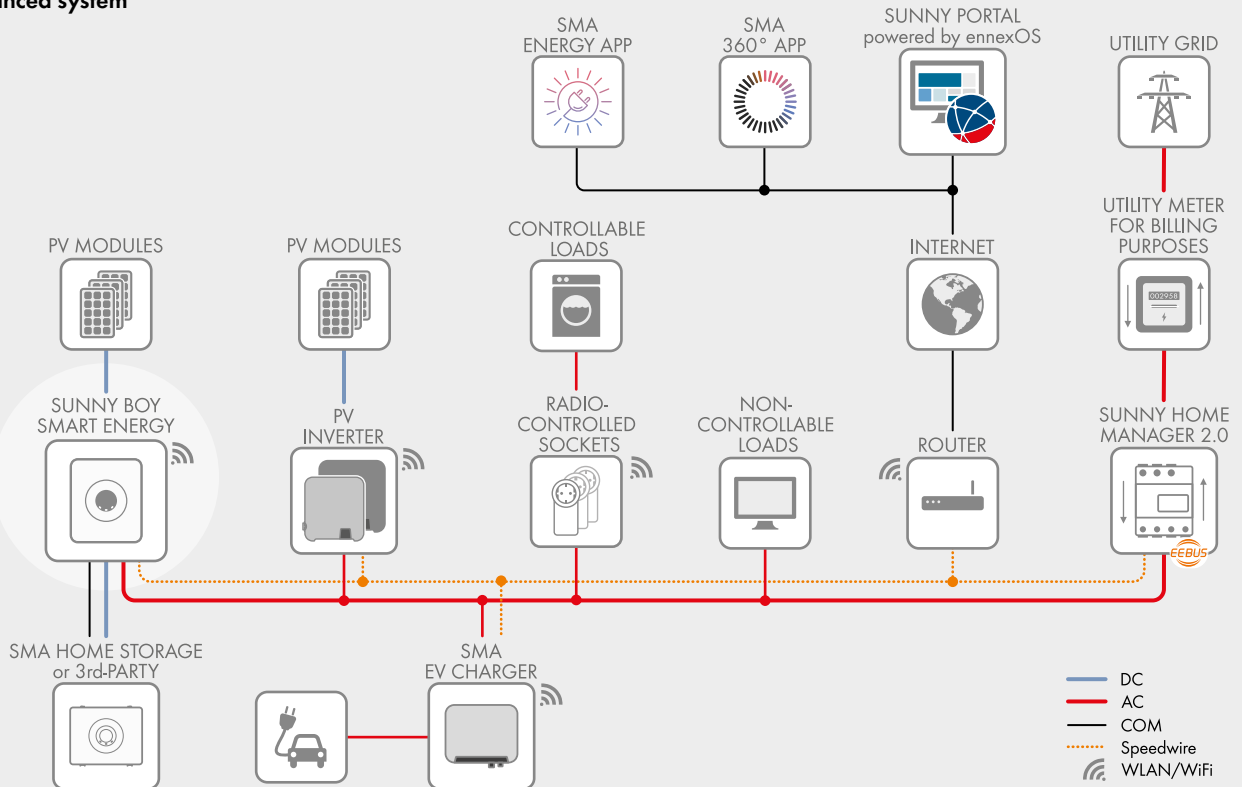 system
SMA
ENERGY APP
SMA
360° APP
SUNNY PORTAL
powered by ennexOS
UTILITY GRID
UTILITY METER
FOR BILLING
PURPOSES
002958
PV MODULES
PV MODULES
CONTROLLABLE
LOADS
INTERNET
SUNNY BOY
SMART ENERGY
PV
INVERTER
RADIO-
CONTROLLED
SOCKETS
NON-
CONTROLLABLE
LOADS
ROUTER
SUNNY HOME
MANAGER 2.0
EEBUS
SMA HOME STORAGE
or 3rd-PARTY
SMA
EV CHARGER
DC
AC
COM
Speedwire
WLAN/WiFi